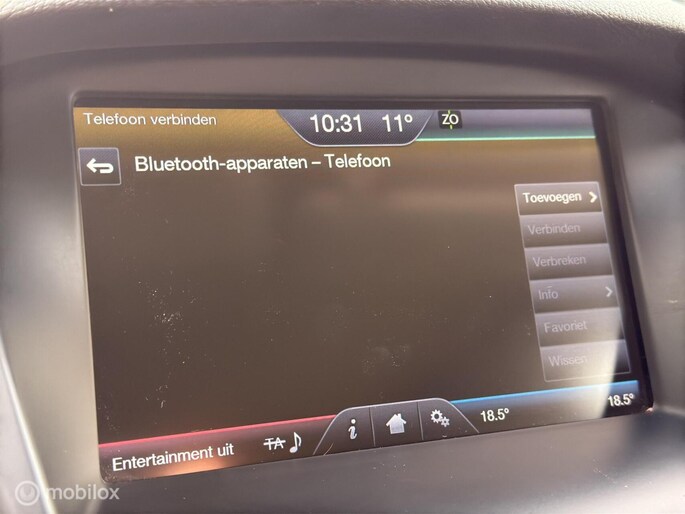 Telefoon verbinden
10:31 11° ZO
Bluetooth-apparaten – Telefoon
Toevoegen
Verbinden
Verbreken
Info
Favoriet
Wissen
18.5° 18.5°
Entertainment uit TA i
mobilox